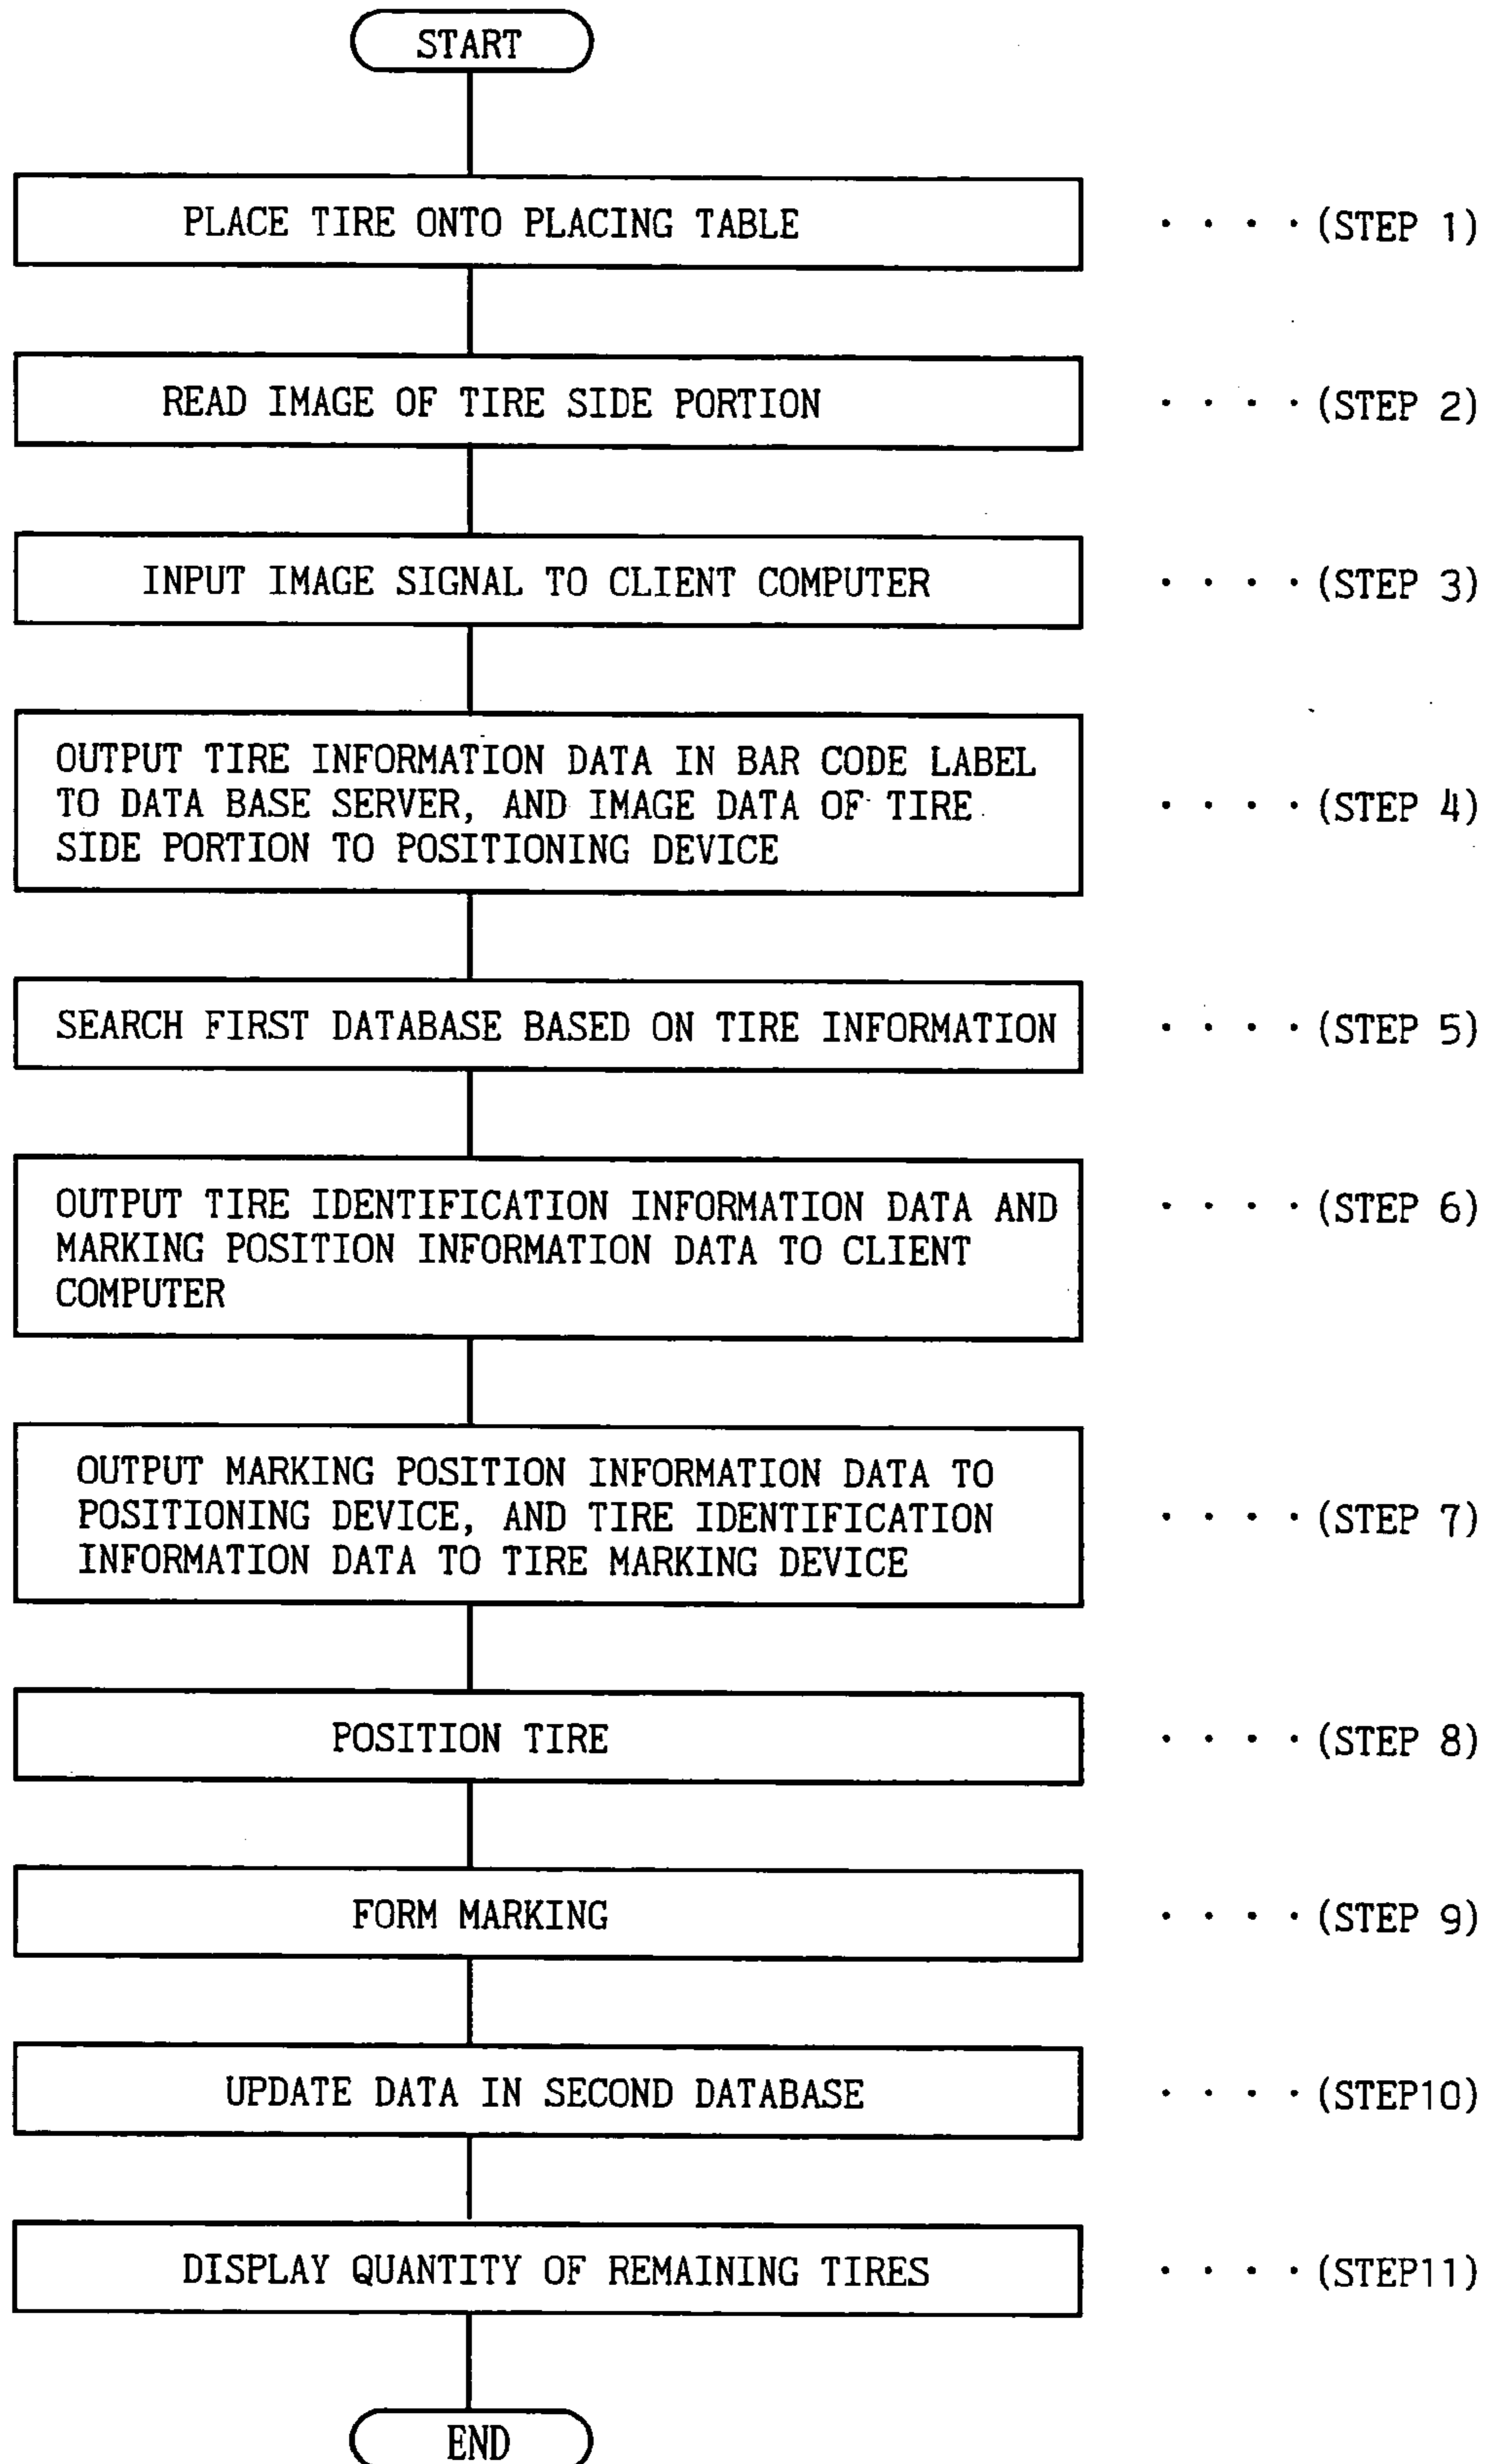 START
PLACE TIRE ONTO PLACING TABLE
· · · · (STEP 1)
READ IMAGE OF TIRE SIDE PORTION
· · · · (STEP 2)
INPUT IMAGE SIGNAL TO CLIENT COMPUTER
· · · · (STEP 3)
OUTPUT TIRE INFORMATION DATA IN BAR CODE LABEL
TO DATA BASE SERVER, AND IMAGE DATA OF TIRE
SIDE PORTION TO POSITIONING DEVICE
· · · · (STEP 4)
SEARCH FIRST DATABASE BASED ON TIRE INFORMATION
· · · · (STEP 5)
OUTPUT TIRE IDENTIFICATION INFORMATION DATA AND
MARKING POSITION INFORMATION DATA TO CLIENT
COMPUTER
· · · · (STEP 6)
OUTPUT MARKING POSITION INFORMATION DATA TO
POSITIONING DEVICE, AND TIRE IDENTIFICATION
INFORMATION DATA TO TIRE MARKING DEVICE
· · · · (STEP 7)
POSITION TIRE
· · · · (STEP 8)
FORM MARKING
· · · · (STEP 9)
UPDATE DATA IN SECOND DATABASE
· · · · (STEP10)
DISPLAY QUANTITY OF REMAINING TIRES
· · · · (STEP11)
END